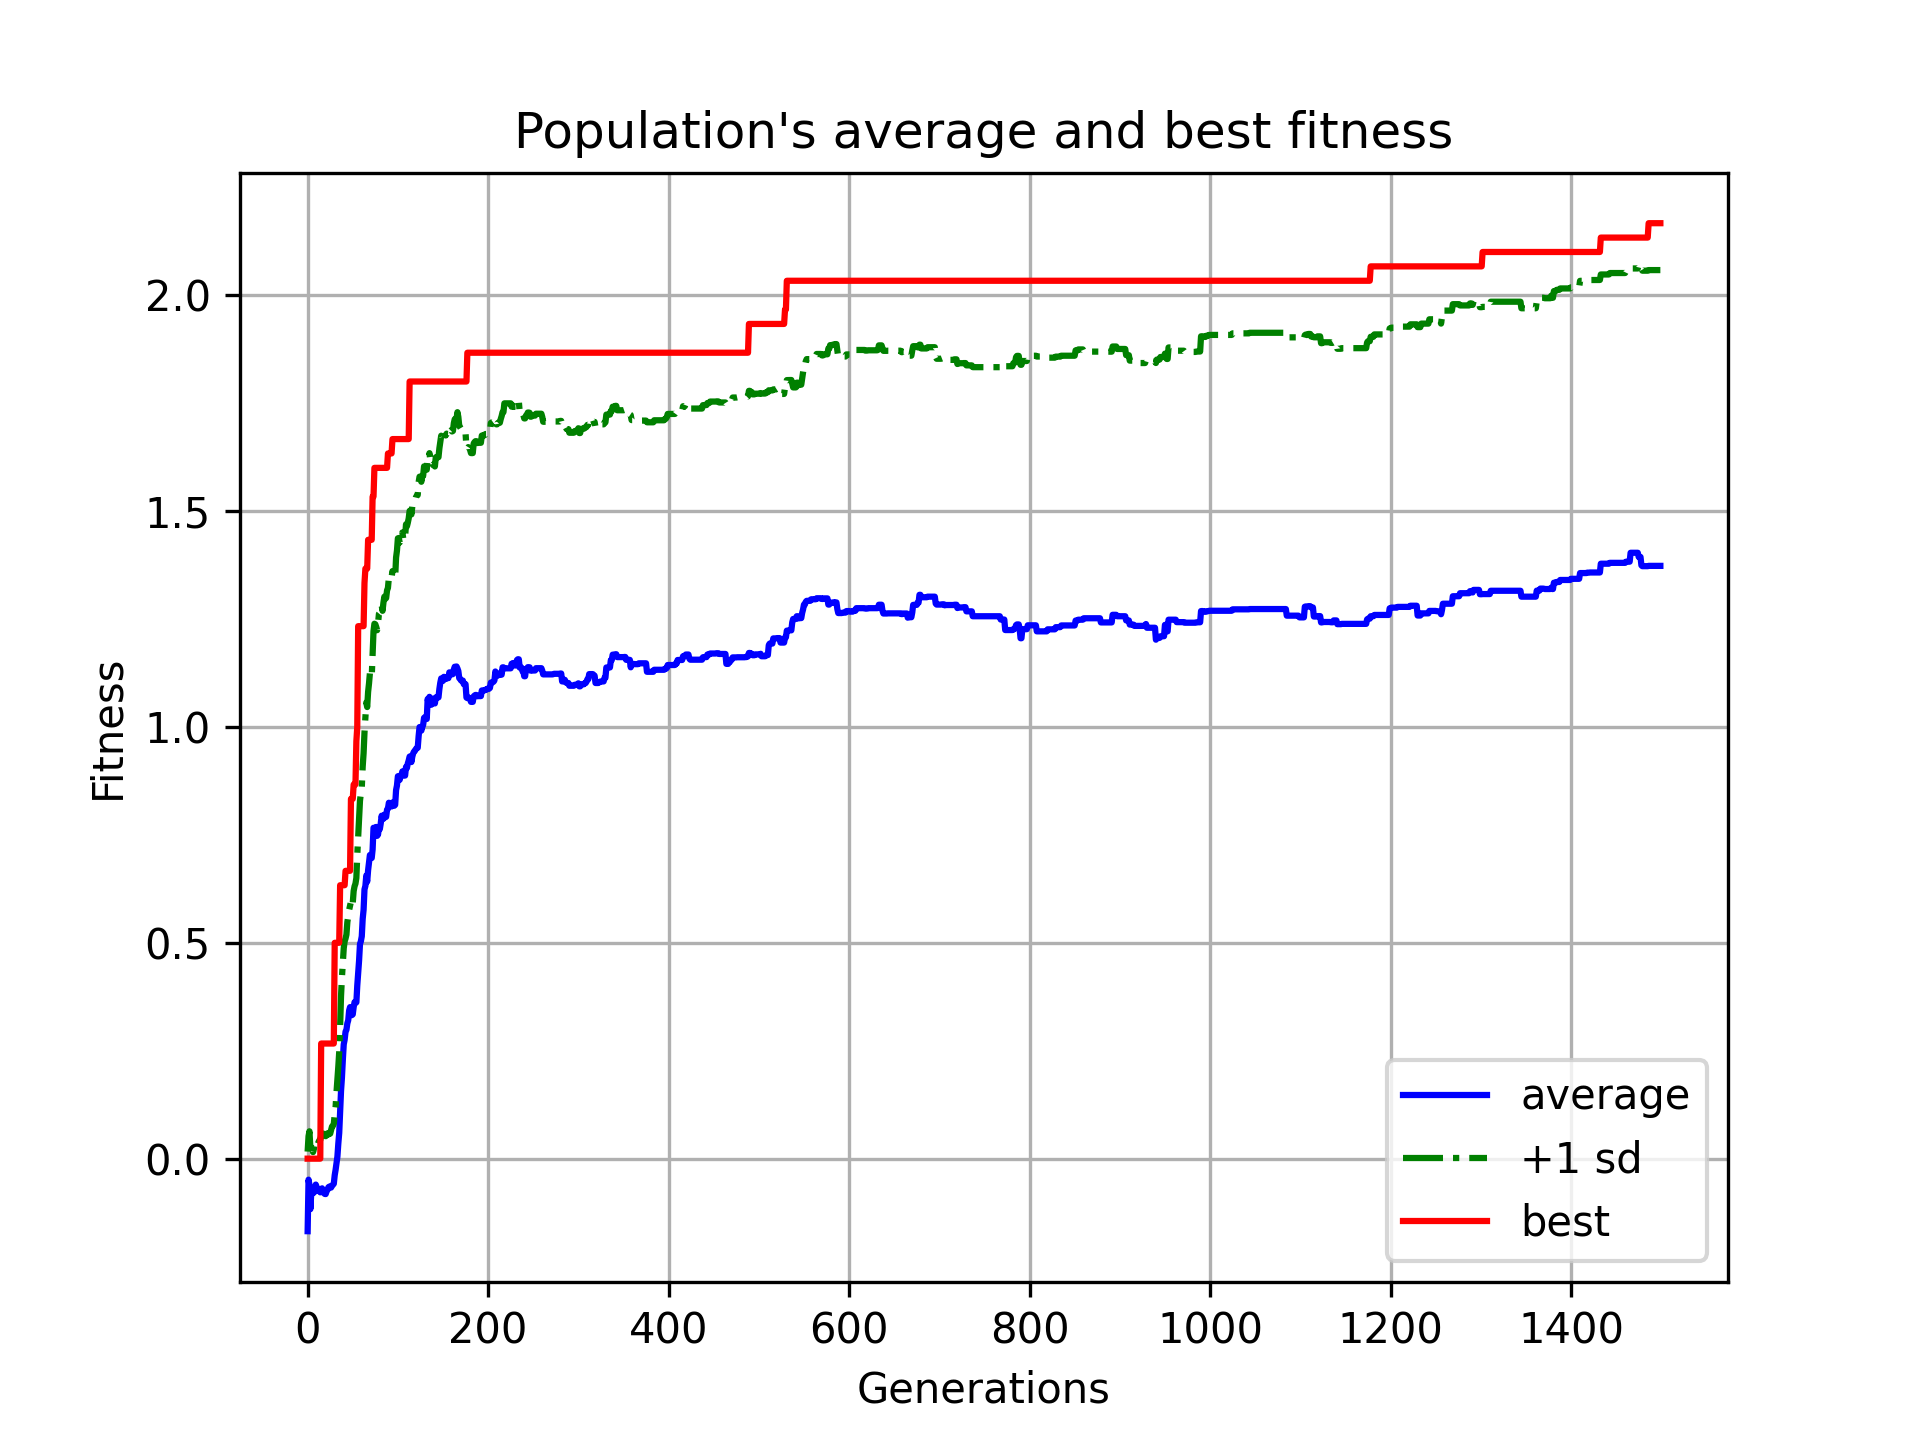 Population's average and best fitness
Fitness
2.0
1.5
1.0
0.5
0.0
0 200 400 600 800 1000 1200 1400
Generations
average
+1 sd
best